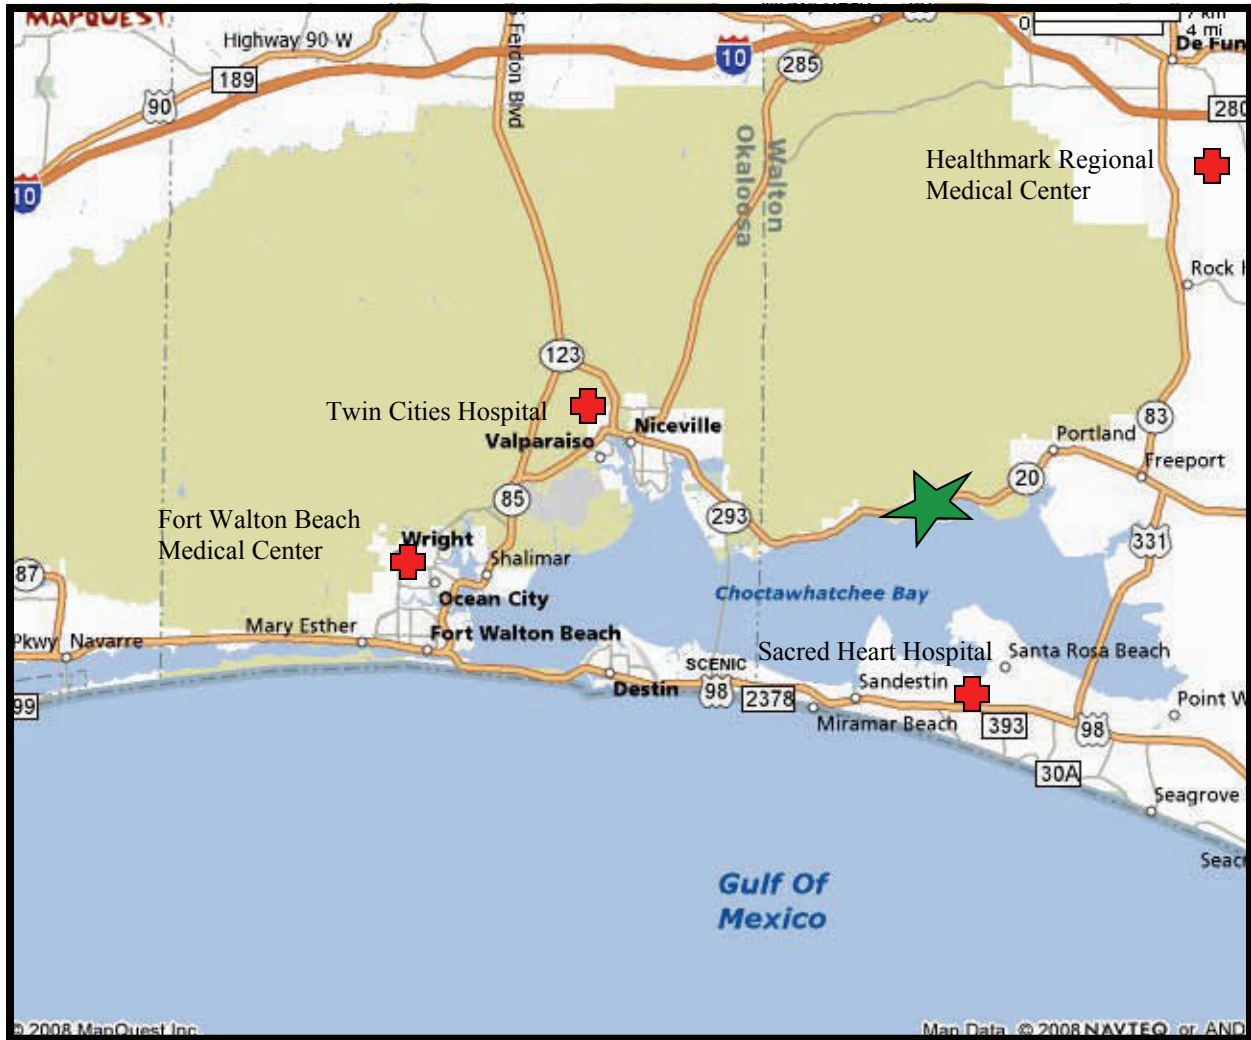 MAPQUEST
0
7 km
4 mi
Highway 90 W
De Fun
10
189
285
90
Ferdon Blvd
280
10
Okaloosa
Walton
Healthmark Regional
Medical Center
Rock H
123
Twin Cities Hospital
Niceville
Valparaiso
83
Portland
Freeport
20
85
293
Fort Walton Beach
Medical Center
Wright
331
Shalimar
87
Choctawhatchee Bay
Ocean City
Mary Esther
Fort Walton Beach
Pkwy
Navarre
SCENIC
Sacred Heart Hospital
Santa Rosa Beach
Destin
98
2378
Sandestin
Point W
99
Miramar Beach
393
98
30A
Seagrove
Seacr
Gulf Of
Mexico
© 2008 MapQuest Inc.
Map Data © 2008 NAVTEQ or AND